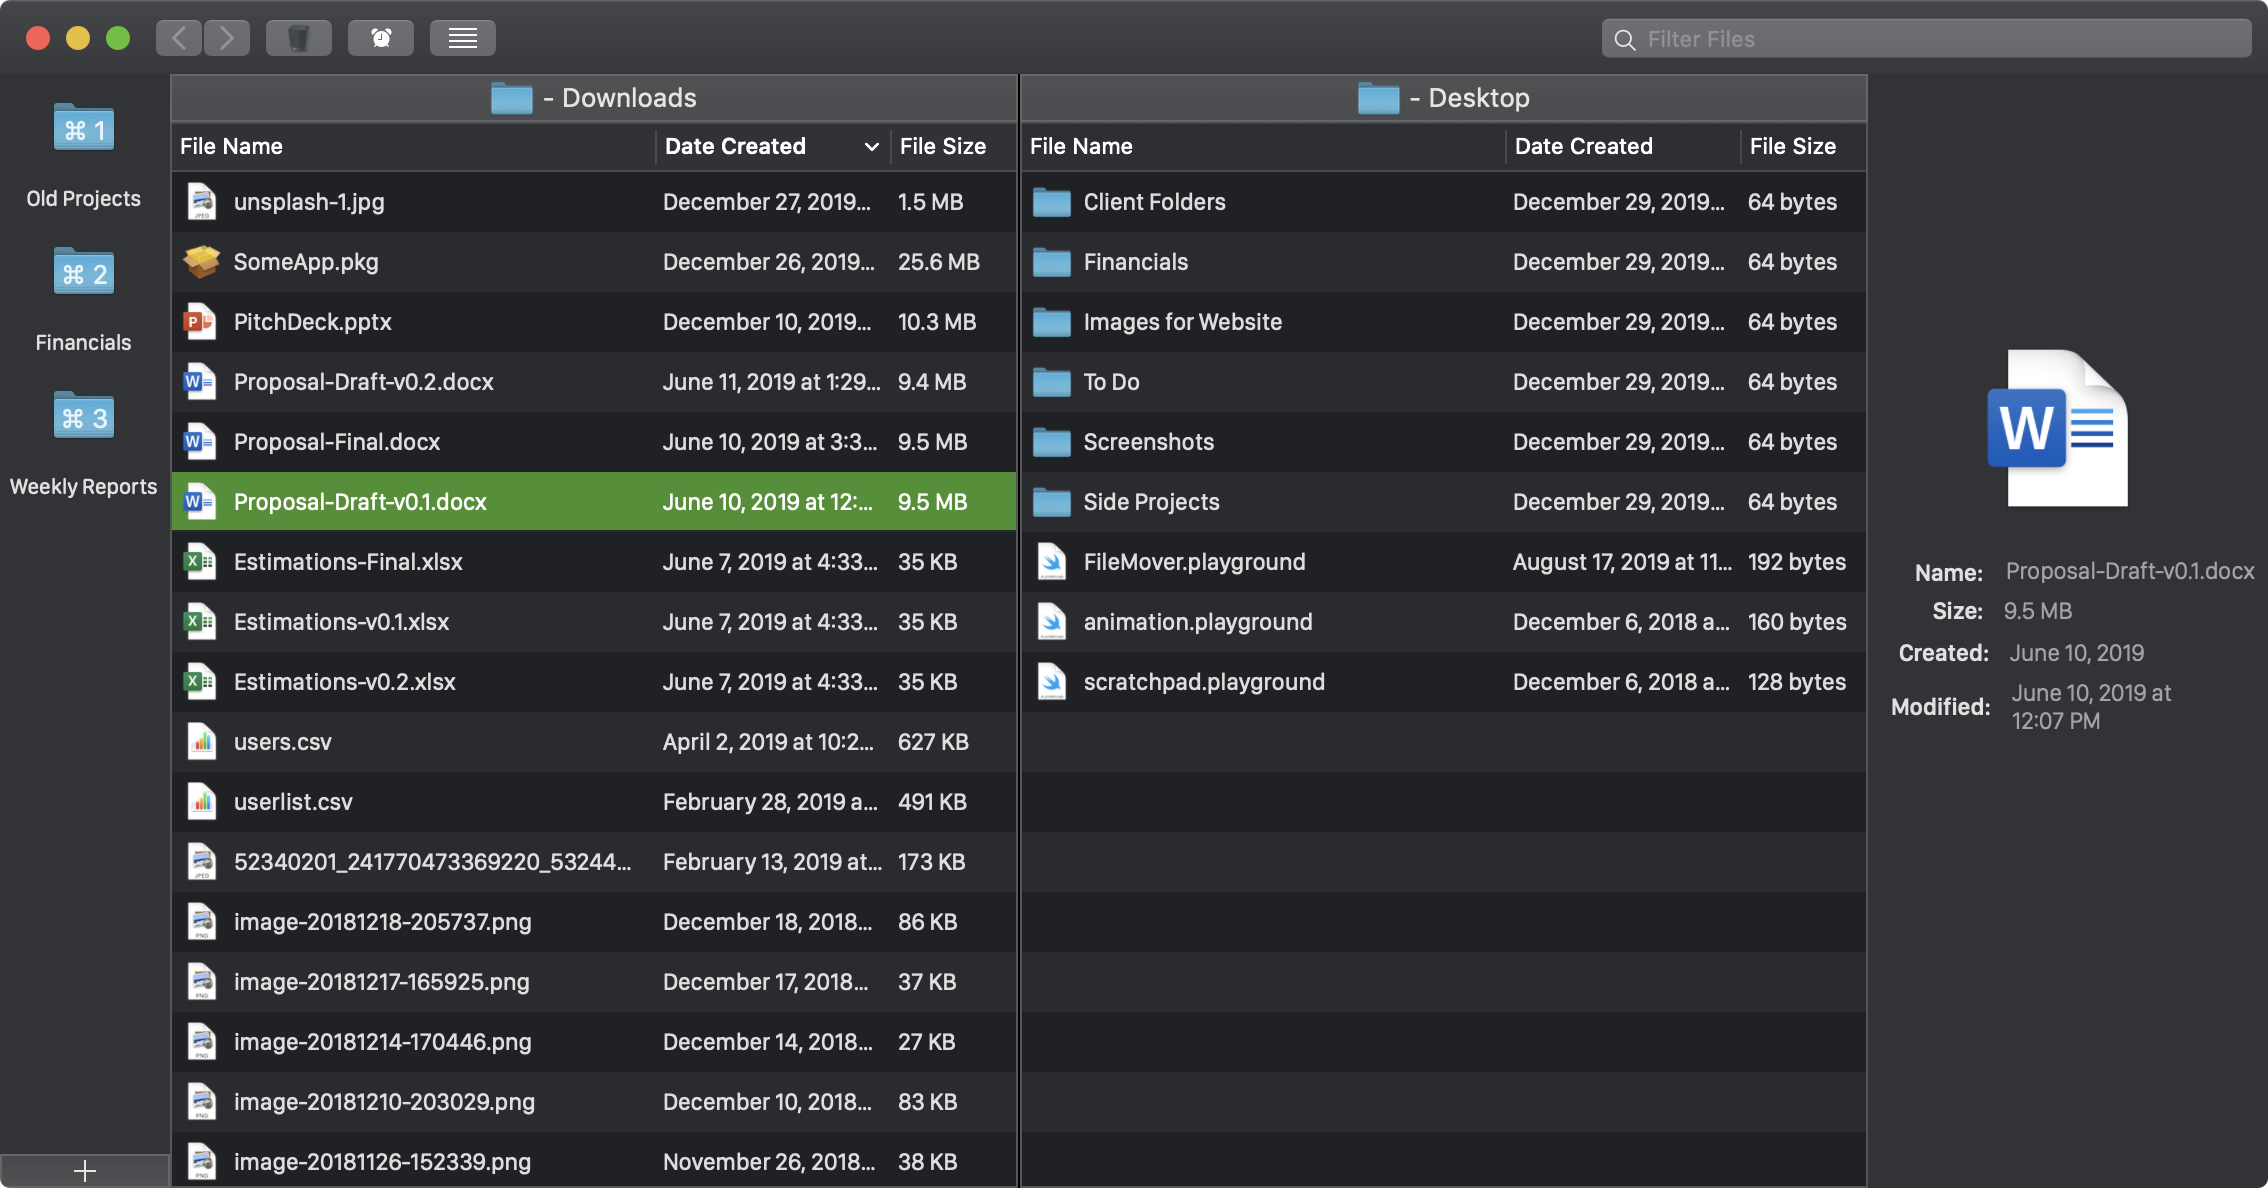 Filter Files
⌘ 1
Old Projects
⌘ 2
Financials
⌘ 3
Weekly Reports
- Downloads
File Name Date Created File Size
unsplash-1.jpg December 27, 2019... 1.5 MB
SomeApp.pkg December 26, 2019... 25.6 MB
PitchDeck.pptx December 10, 2019... 10.3 MB
Proposal-Draft-v0.2.docx June 11, 2019 at 1:29... 9.4 MB
Proposal-Final.docx June 10, 2019 at 3:3... 9.5 MB
Proposal-Draft-v0.1.docx June 10, 2019 at 12:... 9.5 MB
Estimations-Final.xlsx June 7, 2019 at 4:33... 35 KB
Estimations-v0.1.xlsx June 7, 2019 at 4:33... 35 KB
Estimations-v0.2.xlsx June 7, 2019 at 4:33... 35 KB
users.csv April 2, 2019 at 10:2... 627 KB
userlist.csv February 28, 2019 a... 491 KB
52340201_241770473369220_53244... February 13, 2019 at... 173 KB
image-20181218-205737.png December 18, 2018... 86 KB
image-20181217-165925.png December 17, 2018... 37 KB
image-20181214-170446.png December 14, 2018... 27 KB
image-20181210-203029.png December 10, 2018... 83 KB
image-20181126-152339.png November 26, 2018... 38 KB
- Desktop
File Name Date Created File Size
Client Folders December 29, 2019... 64 bytes
Financials December 29, 2019... 64 bytes
Images for Website December 29, 2019... 64 bytes
To Do December 29, 2019... 64 bytes
Screenshots December 29, 2019... 64 bytes
Side Projects December 29, 2019... 64 bytes
FileMover.playground August 17, 2019 at 11... 192 bytes
animation.playground December 6, 2018 a... 160 bytes
scratchpad.playground December 6, 2018 a... 128 bytes
W
Name: Proposal-Draft-v0.1.docx
Size: 9.5 MB
Created: June 10, 2019
Modified: June 10, 2019 at
12:07 PM